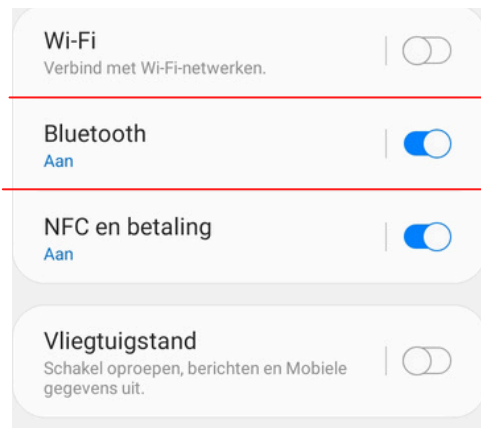 Wi-Fi
Verbind met Wi-Fi-netwerken.
Bluetooth
Aan
NFC en betaling
Aan
Vliegtuigstand
Schakel oproepen, berichten en Mobiele
gegevens uit.